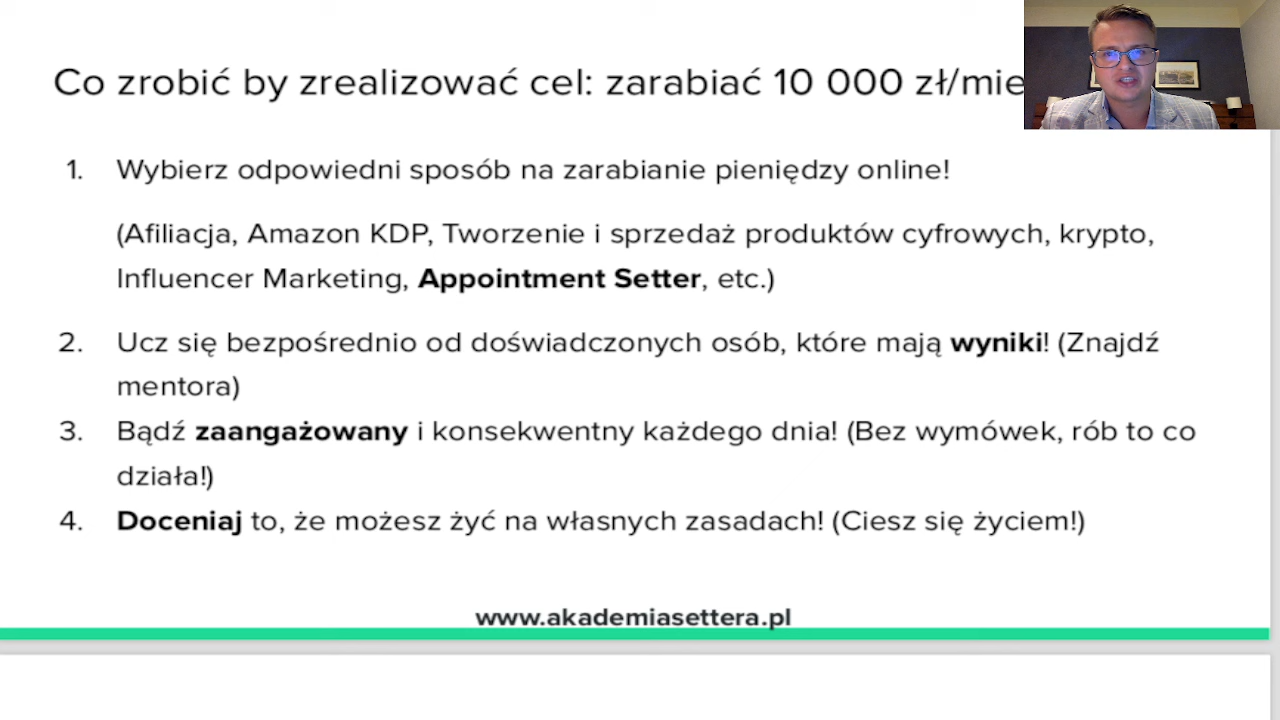 Co zrobić by zrealizować cel: zarabiać 10 000 zł/mie
1. Wybierz odpowiedni sposób na zarabianie pieniędzy online!
(Afiliacja, Amazon KDP, Tworzenie i sprzedaż produktów cyfrowych, krypto,
Influencer Marketing, Appointment Setter, etc.)
2. Ucz się bezpośrednio od doświadczonych osób, które mają wyniki! (Znajdź
mentora)
3. Bądź zaangażowany i konsekwentny każdego dnia! (Bez wymówek, rób to co
działa!)
4. Doceniaj to, że możesz żyć na własnych zasadach! (Ciesz się życiem!)
www.akademiasettera.pl